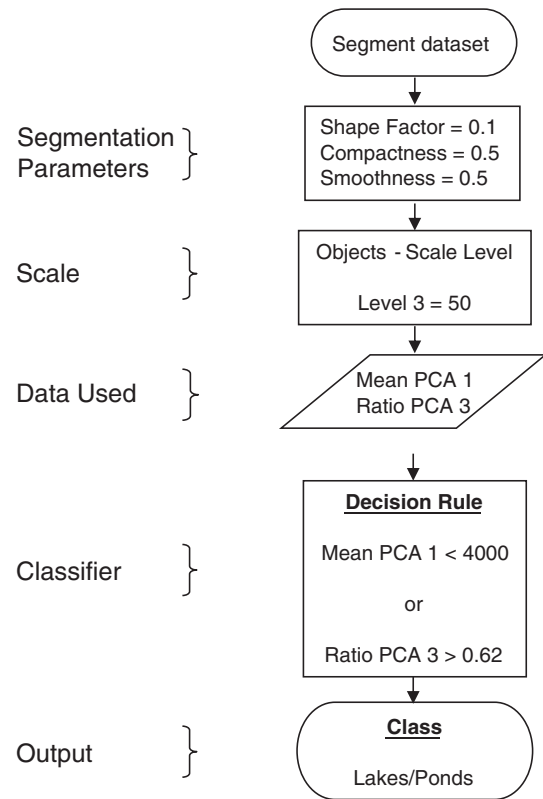 Segment dataset
Segmentation
Parameters
Shape Factor = 0.1
Compactness = 0.5
Smoothness = 0.5
Scale
Objects - Scale Level
Level 3 = 50
Data Used
Mean PCA 1
Ratio PCA 3
Classifier
Decision Rule
Mean PCA 1 < 4000
or
Ratio PCA 3 > 0.62
Output
Class
Lakes/Ponds